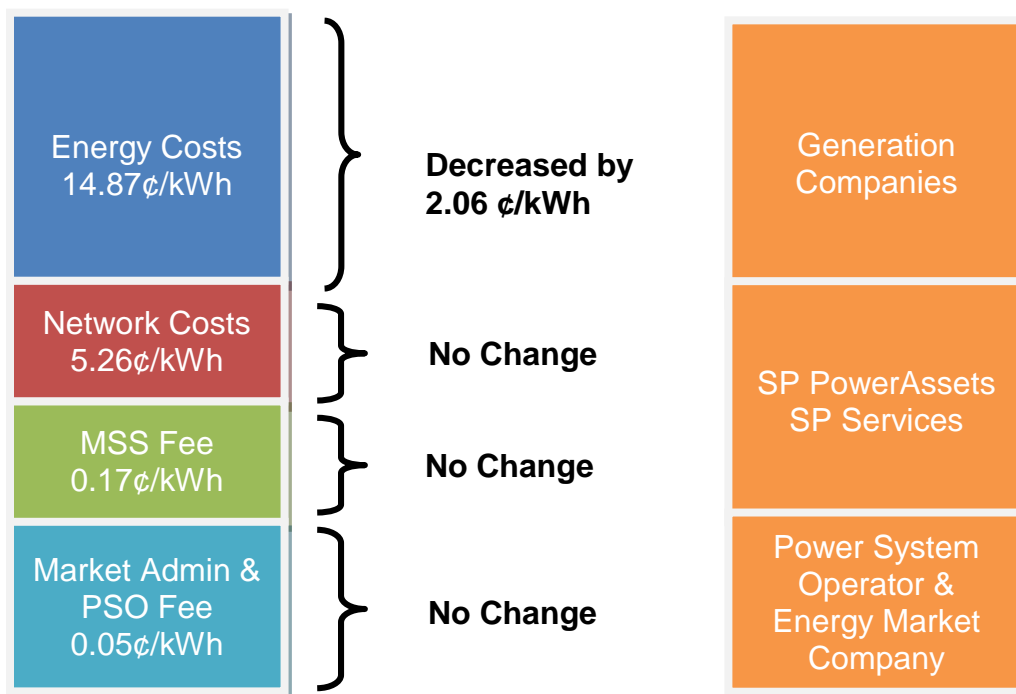 Energy Costs
14.87¢/kWh
Decreased by
2.06 ¢/kWh
Generation
Companies
Network Costs
5.26¢/kWh
No Change
SP PowerAssets
SP Services
MSS Fee
0.17¢/kWh
No Change
Market Admin &
PSO Fee
0.05¢/kWh
No Change
Power System
Operator &
Energy Market
Company